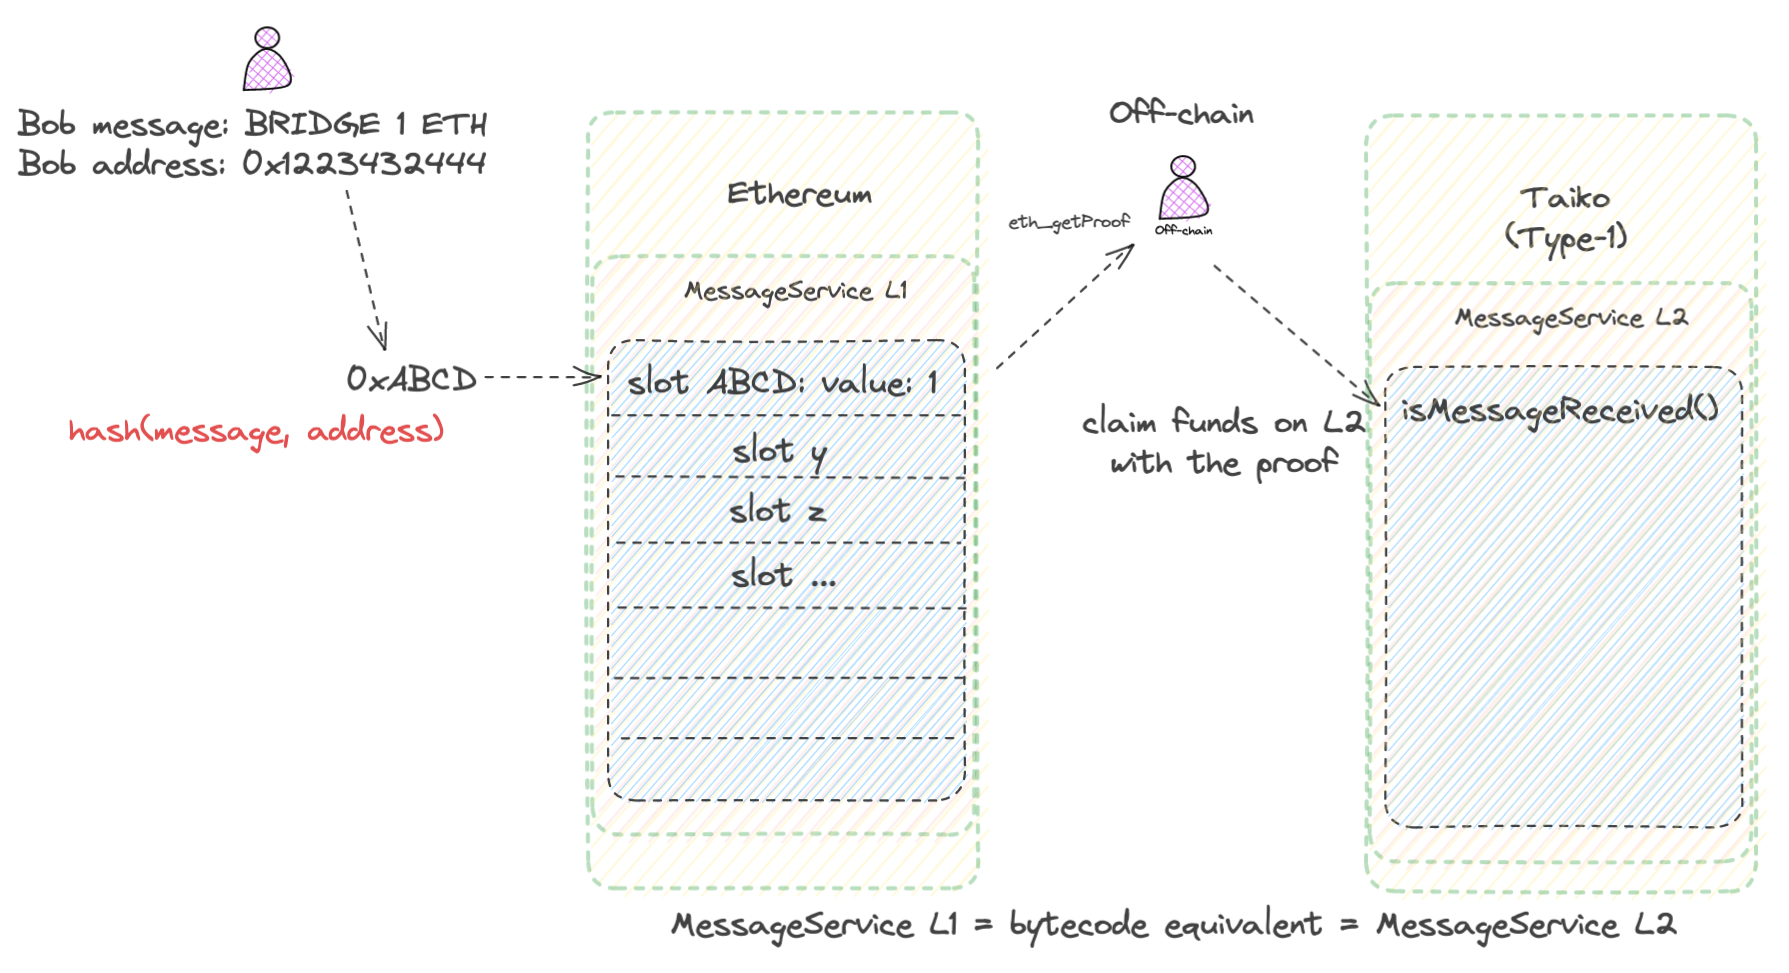 Bob message: BRIDGE 1 ETH
Bob address: 0x1223432444
0xABCD
hash(message, address)
Ethereum
MessageService L1
slot ABCD: value: 1
slot y
slot z
slot ...
Off-chain
eth_getProof
Off-chain
claim funds on L2
with the proof
Taiko
(Type-1)
MessageService L2
isMessageReceived()
MessageService L1 = bytecode equivalent = MessageService L2